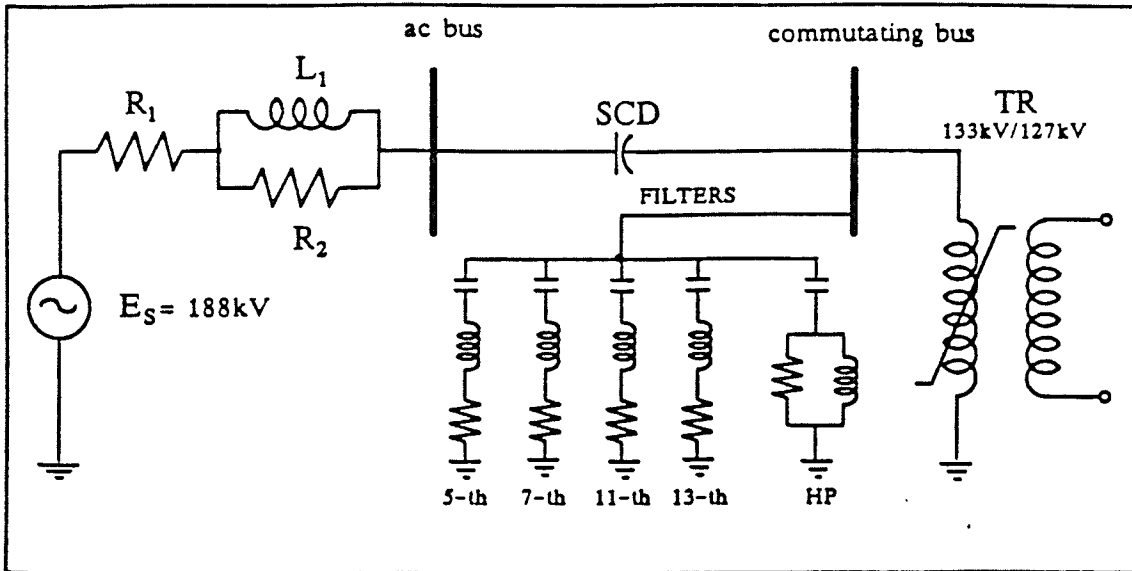 ac bus
commutating bus
L₁
R₁
SCD
TR
133kV/127kV
R₂
FILTERS
E_S = 188kV
5-th 7-th 11-th 13-th HP